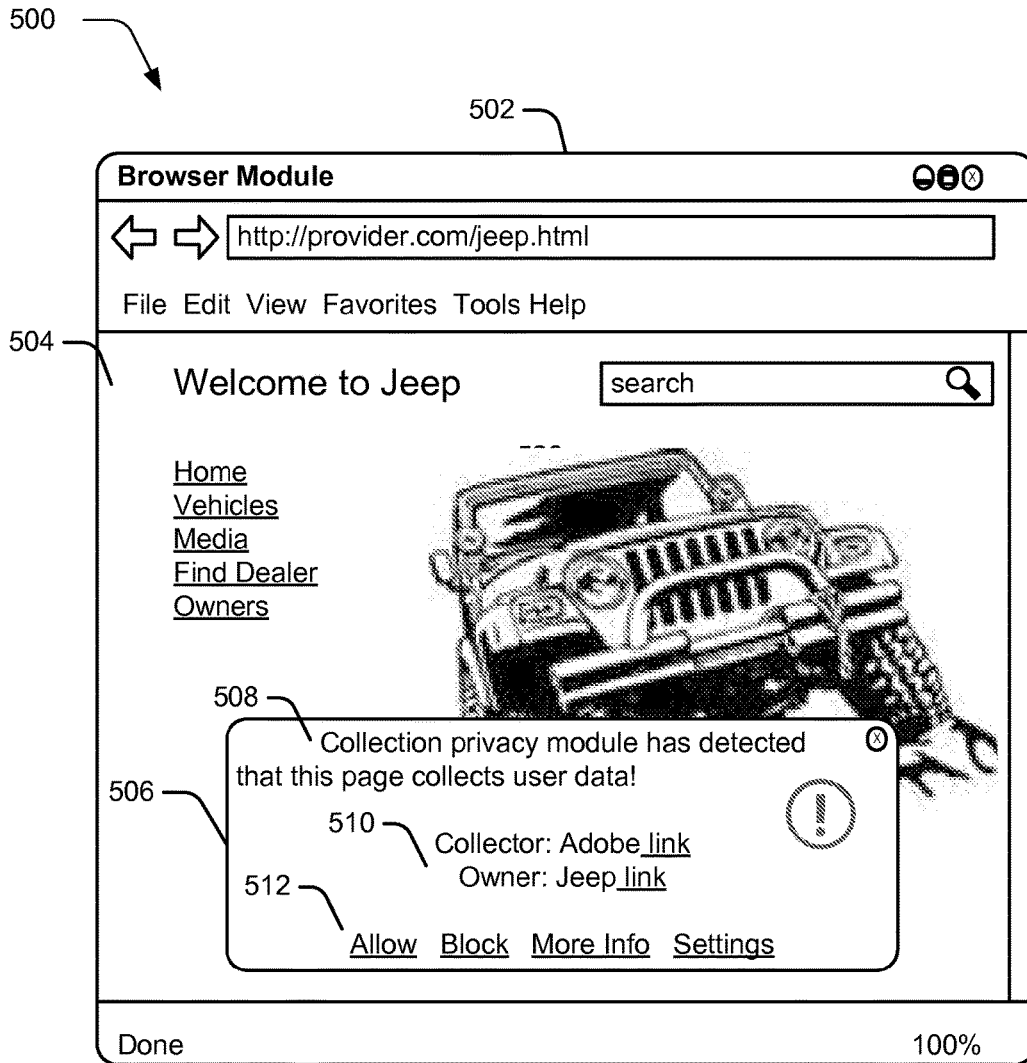 500
502
Browser Module
http://provider.com/jeep.html
File Edit View Favorites Tools Help
504
Welcome to Jeep
search
Home
Vehicles
Media
Find Dealer
Owners
508
Collection privacy module has detected
that this page collects user data!
506
!
510
Collector: Adobe link
Owner: Jeep link
512
Allow Block More Info Settings
Done 100%